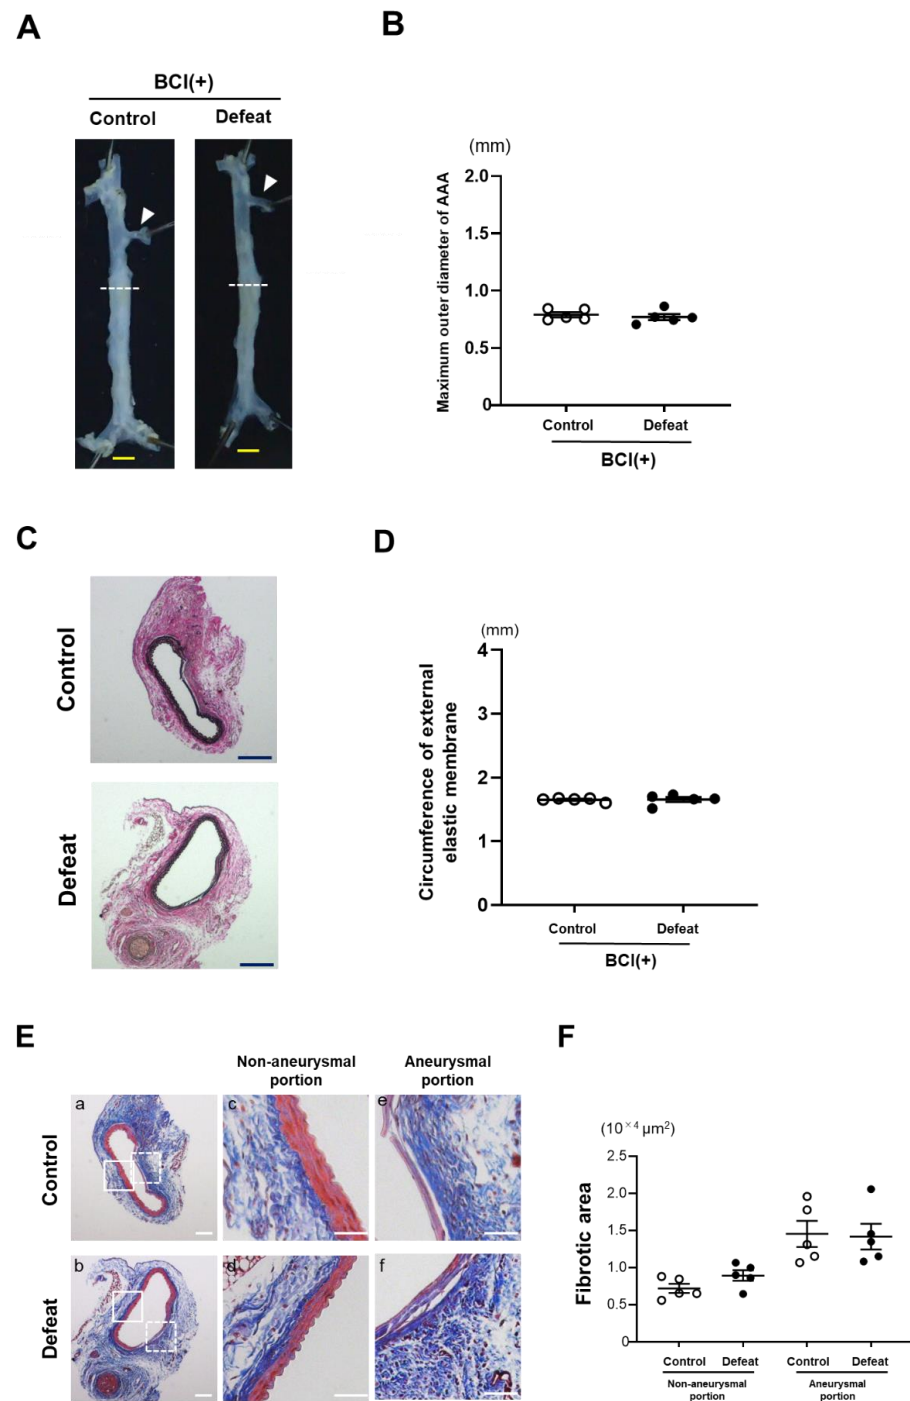 A
BCI(+)
Control
Defeat
B
(mm)
Maximum outer diameter of AAA
2.0
1.5
1.0
0.5
0
Control
Defeat
BCI(+)
C
Control
Defeat
D
(mm)
Circumference of external
elastic membrane
4
3
2
1
0
Control
Defeat
BCI(+)
E
Non-aneurysmal
portion
Aneurysmal
portion
Control
a
c
e
Defeat
b
d
f
F
(10×4 μm²)
Fibrotic area
2.5
2.0
1.5
1.0
0.5
0
Control
Defeat
Control
Defeat
Non-aneurysmal
portion
Aneurysmal
portion